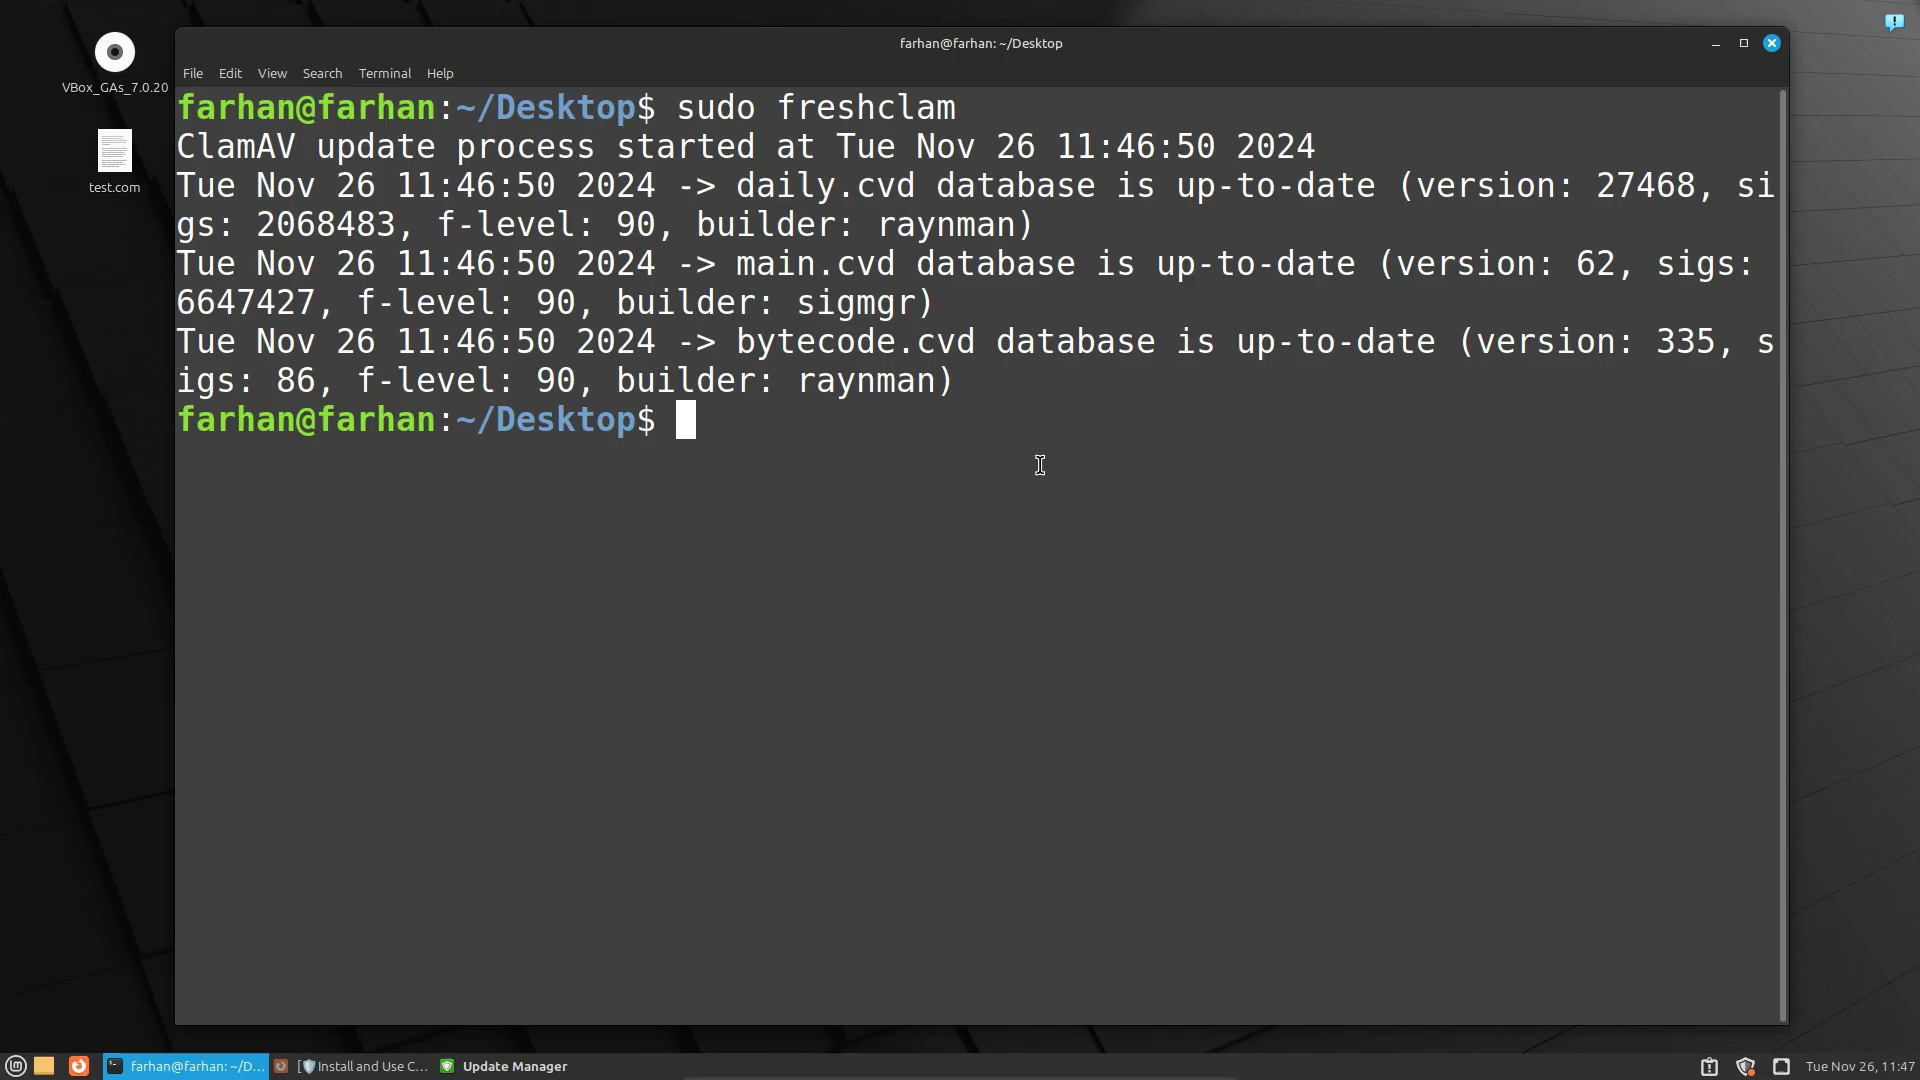 farhan@farhan: ~/Desktop
VBox_GAs_7.0.20
test.com
File Edit View Search Terminal Help
farhan@farhan:~/Desktop$ sudo freshclam
ClamAV update process started at Tue Nov 26 11:46:50 2024
Tue Nov 26 11:46:50 2024 -> daily.cvd database is up-to-date (version: 27468, si
gs: 2068483, f-level: 90, builder: raynman)
Tue Nov 26 11:46:50 2024 -> main.cvd database is up-to-date (version: 62, sigs:
6647427, f-level: 90, builder: sigmgr)
Tue Nov 26 11:46:50 2024 -> bytecode.cvd database is up-to-date (version: 335, s
igs: 86, f-level: 90, builder: raynman)
farhan@farhan:~/Desktop$
farhan@farhan: ~/D... [🛡️Install and Use C... Update Manager Tue Nov 26, 11:47